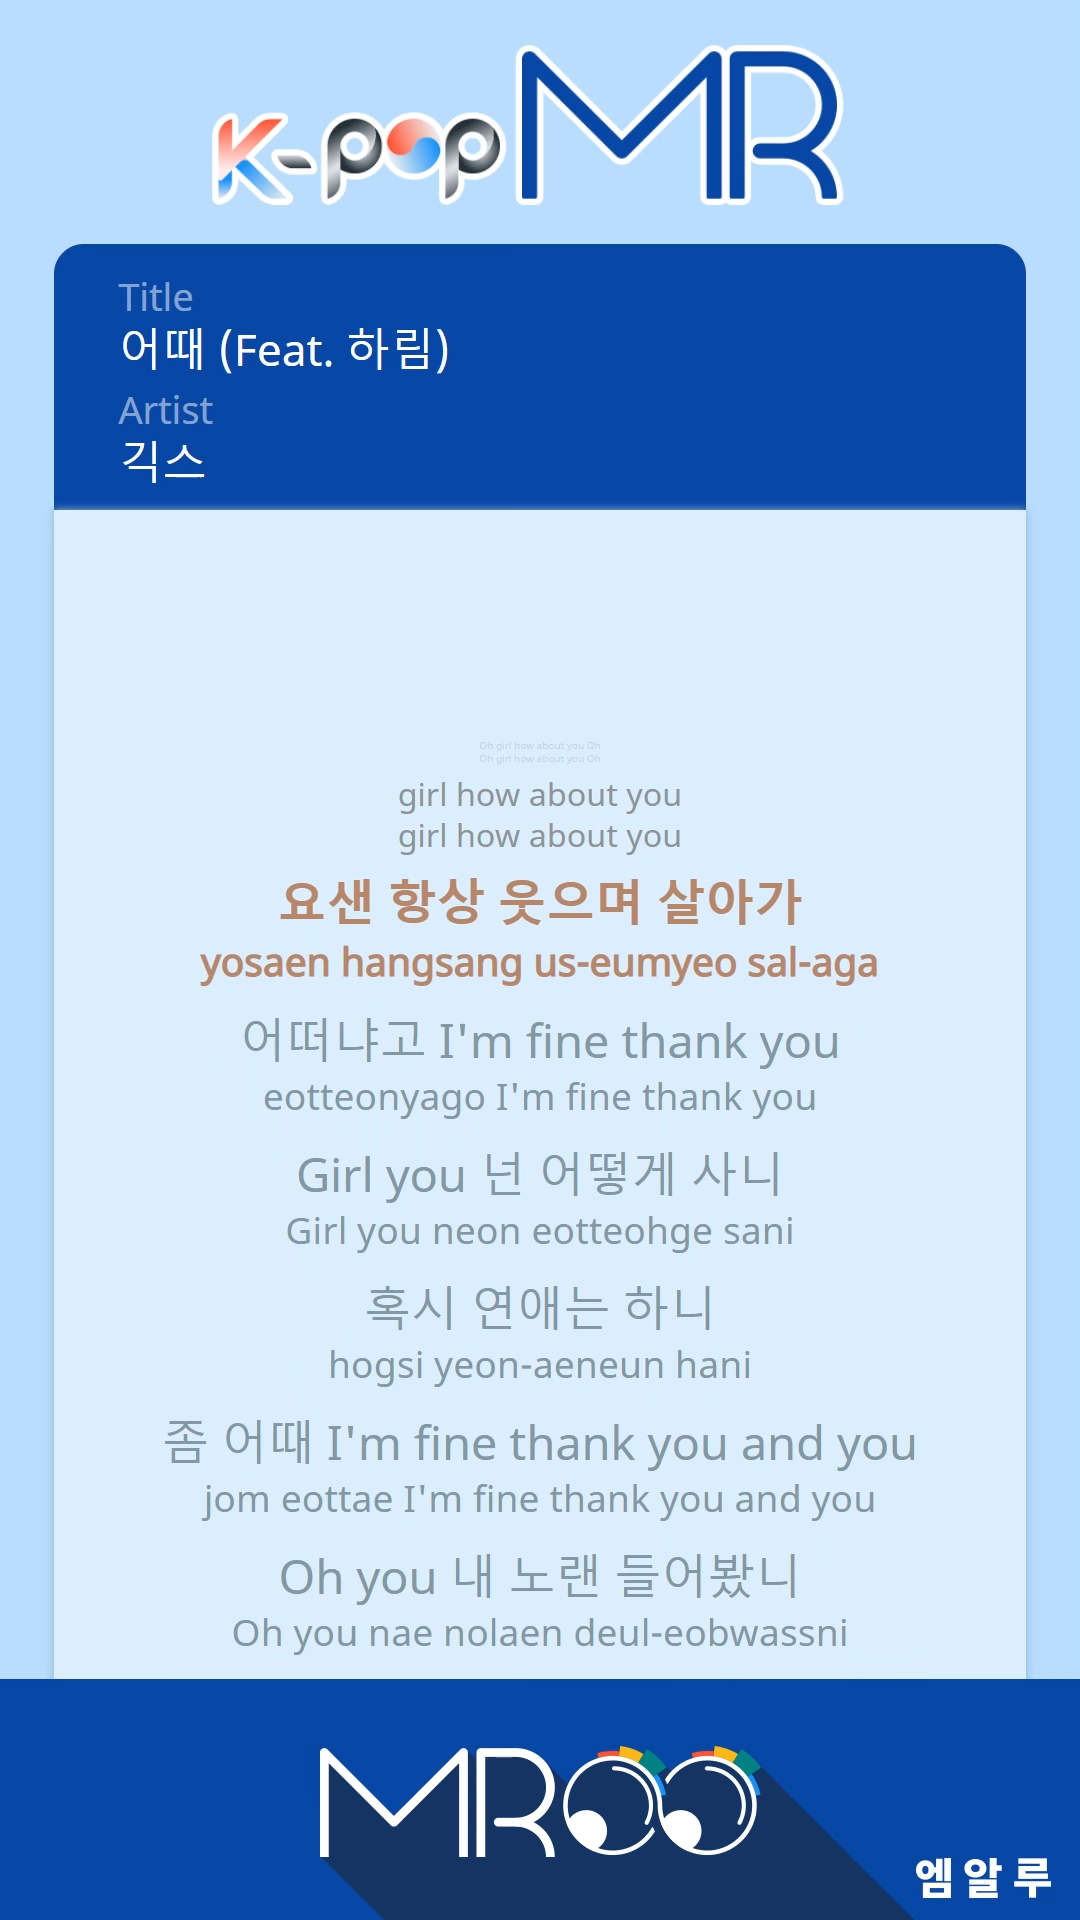 K-pop MR
Title
어때 (Feat. 하림)
Artist
긱스
Oh girl how about you Oh
Oh girl how about you Oh
girl how about you
girl how about you
요샌 항상 웃으며 살아가
yosaen hangsang us-eumyeo sal-aga
어떠냐고 I'm fine thank you
eotteonyago I'm fine thank you
Girl you 넌 어떻게 사니
Girl you neon eotteohge sani
혹시 연애는 하니
hogsi yeon-aeneun hani
좀 어때 I'm fine thank you and you
jom eottae I'm fine thank you and you
Oh you 내 노랜 들어봤니
Oh you nae nolaen deul-eobwassni
MROO
엠알루